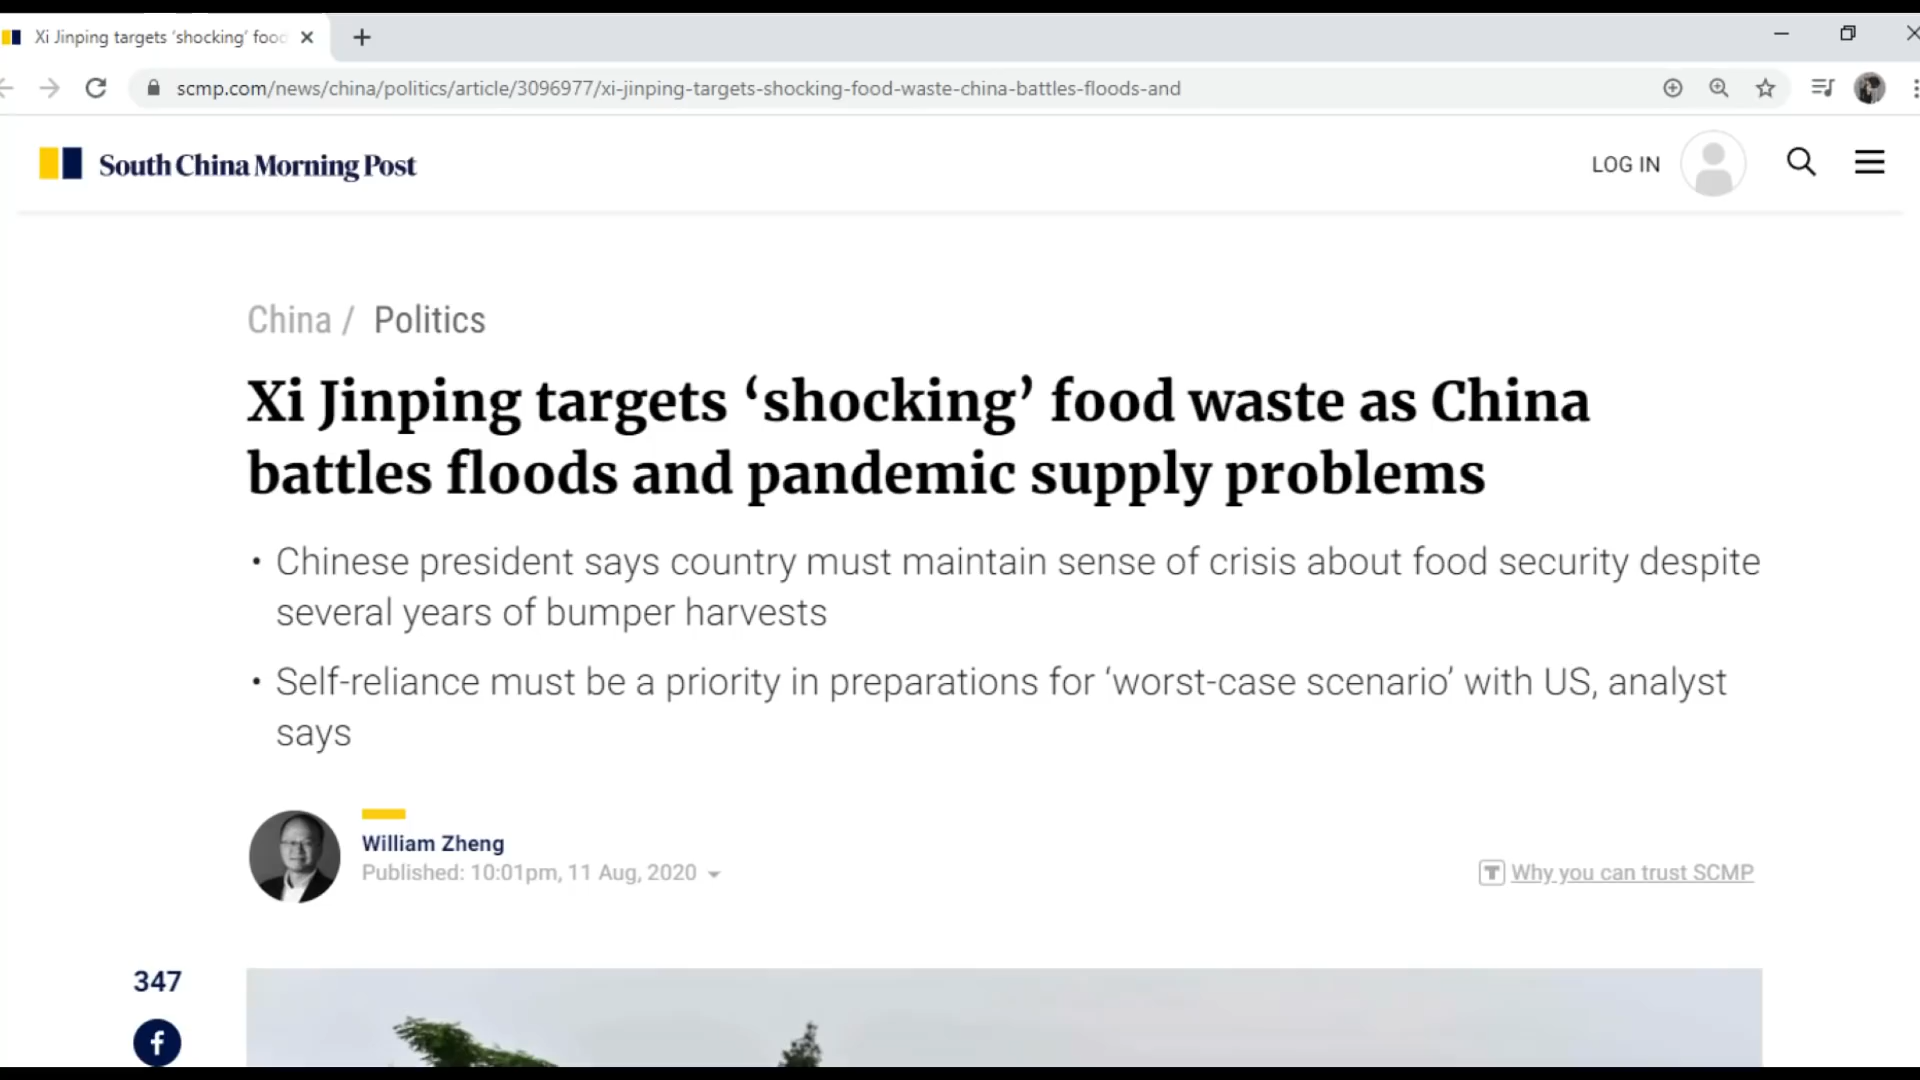 Xi Jinping targets ‘shocking’ food
scmp.com/news/china/politics/article/3096977/xi-jinping-targets-shocking-food-waste-china-battles-floods-and
South China Morning Post
LOG IN
China / Politics
Xi Jinping targets ‘shocking’ food waste as China
battles floods and pandemic supply problems
• Chinese president says country must maintain sense of crisis about food security despite
several years of bumper harvests
• Self-reliance must be a priority in preparations for ‘worst-case scenario’ with US, analyst
says
William Zheng
Published: 10:01pm, 11 Aug, 2020
T Why you can trust SCMP
347
f